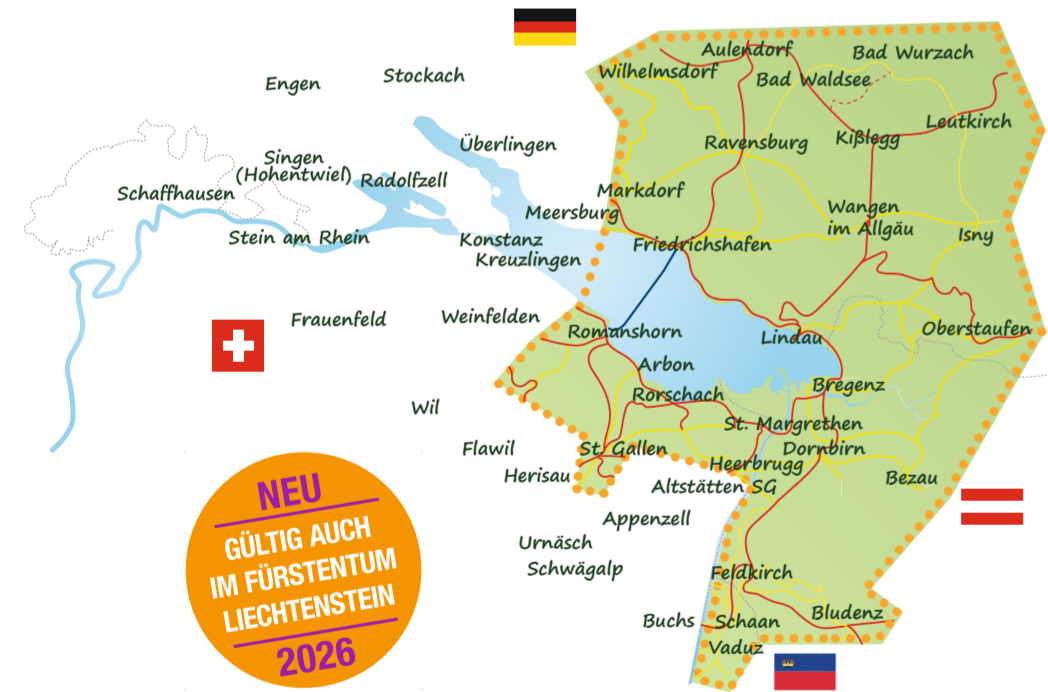 Aulendorf
Bad Wurzach
Wilhelmsdorf
Bad Waldsee
Stockach
Engen
Leutkirch
Überlingen
Ravensburg
Kißlegg
Singen
(Hohentwiel)
Radolfzell
Schaffhausen
Markdorf
Meersburg
Wangen
im Allgäu
Isny
Stein am Rhein
Konstanz
Kreuzlingen
Friedrichshafen
Frauenfeld
Weinfelden
Romanshorn
Lindau
Oberstaufen
Arbon
Rorschach
Bregenz
Wil
St. Margrethen
Flawil
St. Gallen
Dornbirn
Herisau
Heerbrugg
Altstätten SG
Bezau
Appenzell
Urnäsch
Schwägalp
Feldkirch
Buchs
Schaan
Bludenz
Vaduz
NEU
GÜLTIG AUCH
IM FÜRSTENTUM
LIECHTENSTEIN
2026